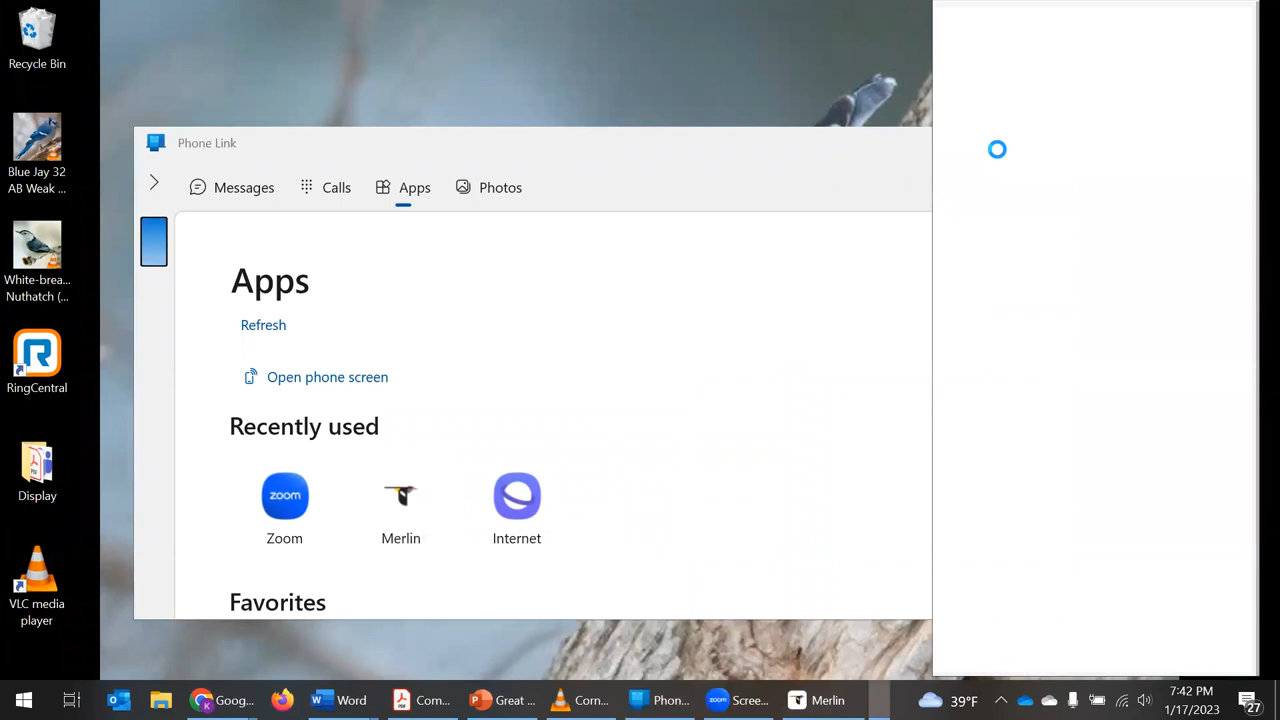 Recycle Bin
Blue Jay 32
AB Weak ...
White-brea...
Nuthatch (...
RingCentral
Display
VLC media
player
Phone Link
Messages
Calls
Apps
Photos
Apps
Refresh
Open phone screen
Recently used
zoom
Zoom
Merlin
Internet
Favorites
Goog...
Word
Com...
Great ...
Corn...
Phon...
zoom
Scree...
Merlin
39°F
7:42 PM
1/17/2023
27